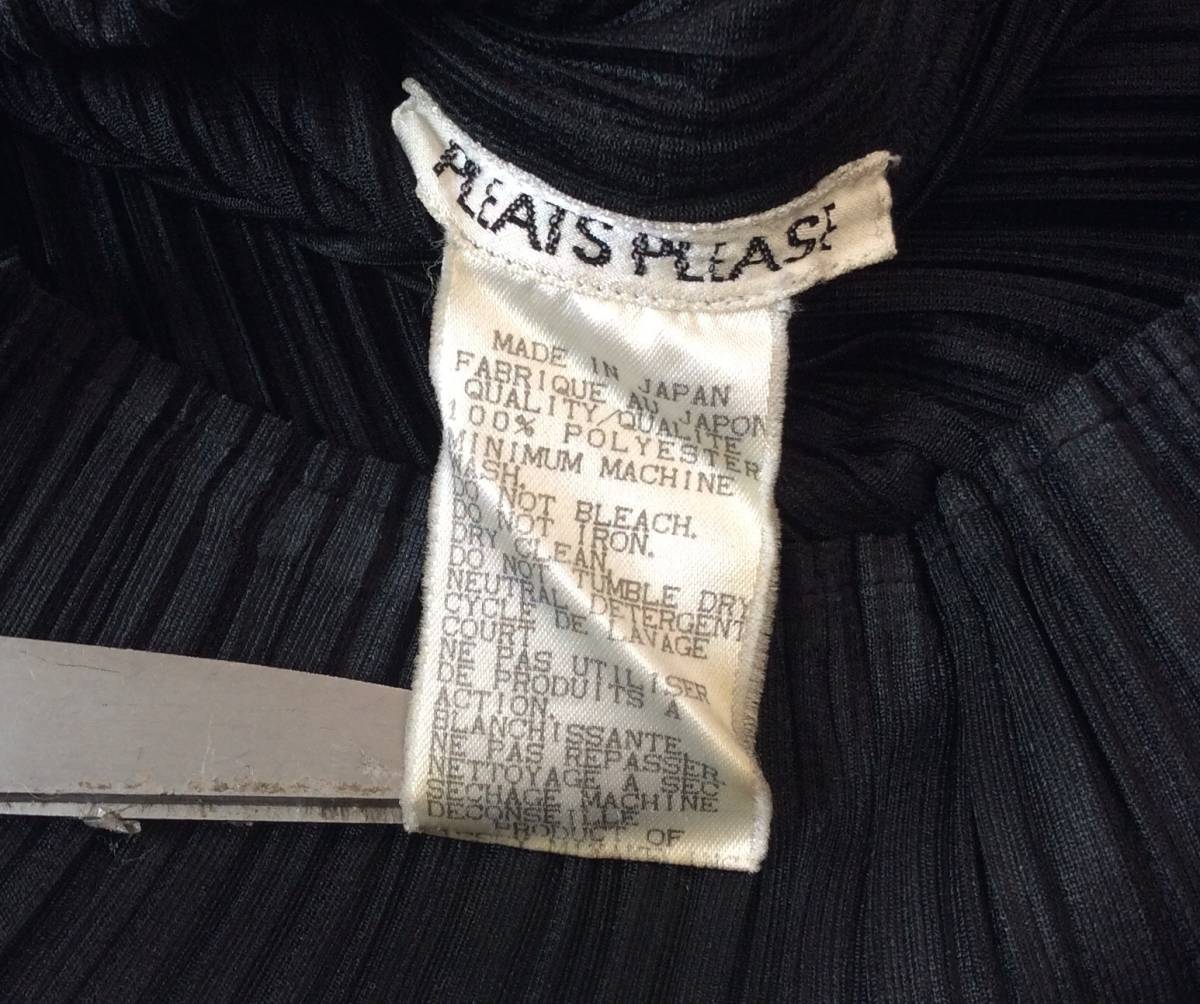 PLEATS PLEASE
MADE IN JAPAN
FABRIQUE AU JAPON
QUALITY/QUALITE
100% POLYESTER
MINIMUM MACHINE
WASH.
DO NOT BLEACH.
DO NOT IRON.
DRY CLEAN.
DO NOT TUMBLE DRY
NEUTRAL DETERGENT
CYCLE DE LAVAGE
COURT
NE PAS UTILISER
DE PRODUITS A
ACTION.
BLANCHISSANTE
NE PAS REPASSER.
NETTOYAGE A SEC.
SECHAGE MACHINE
DECONSEILLE
PRODUCT OF